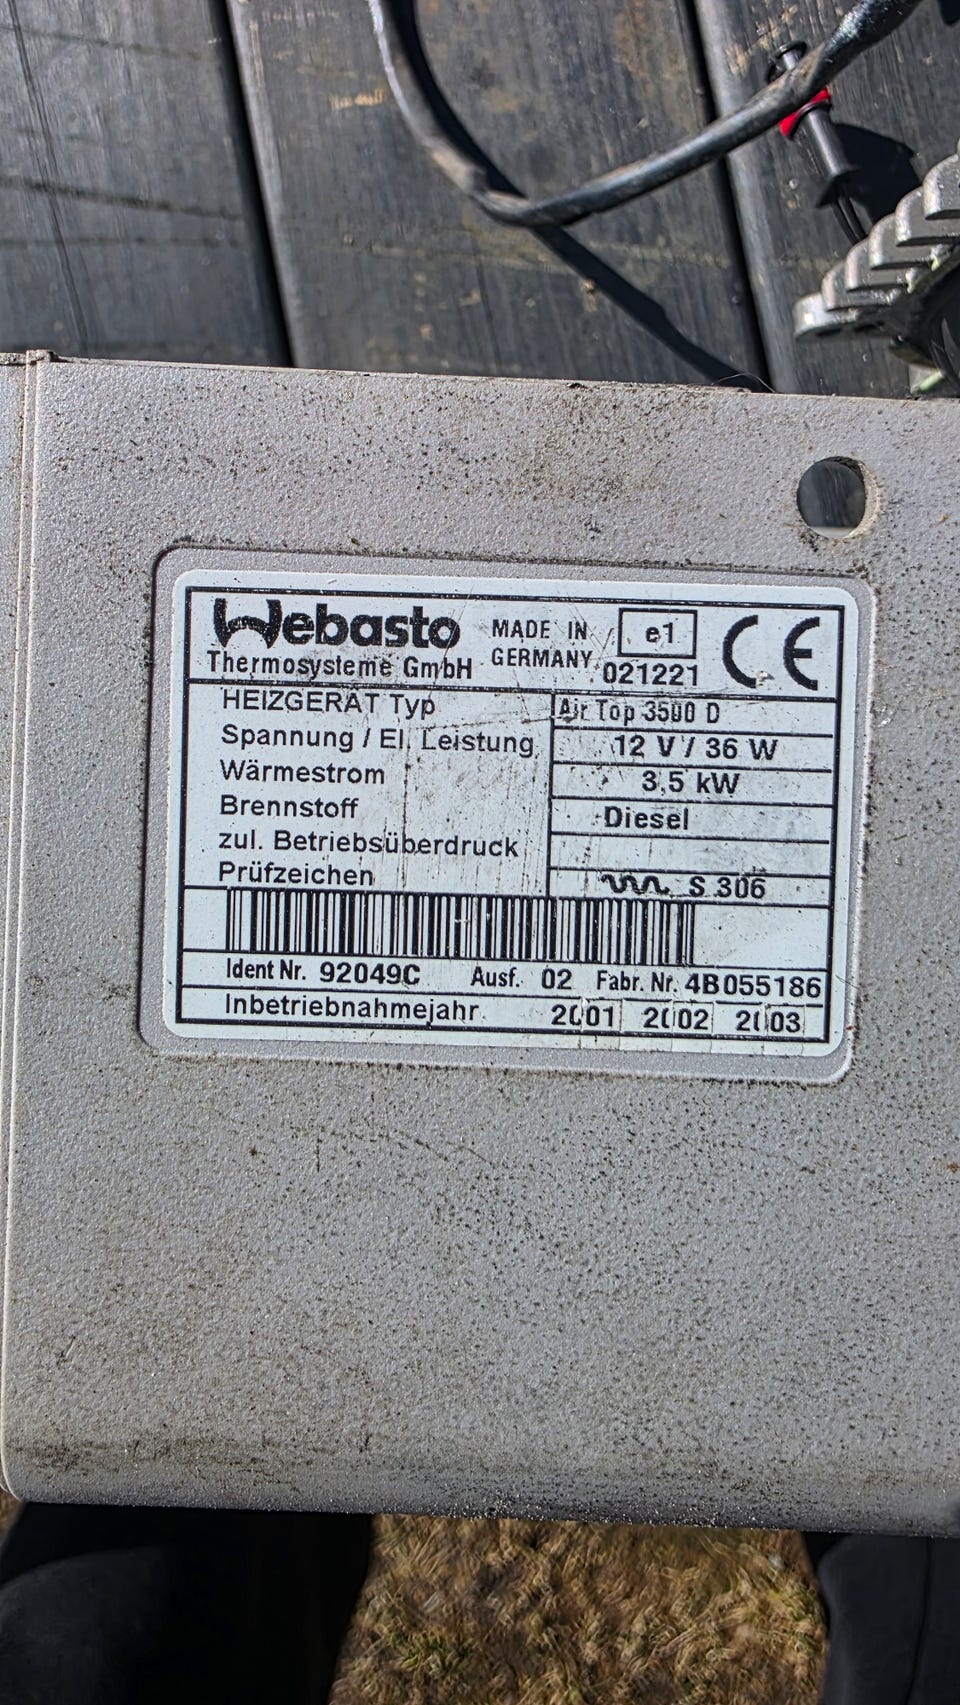 Webasto MADE IN e1 CE
Thermosysteme GmbH GERMANY 021221
HEIZGERÄT Typ Air Top 3500 D
Spannung / El. Leistung 12 V / 36 W
Wärmestrom 3,5 kW
Brennstoff Diesel
zul. Betriebsüberdruck
Prüfzeichen S 306
Ident Nr. 92049C Ausf. 02 Fabr. Nr. 4B055186
Inbetriebnahmejahr 2001 2002 2003